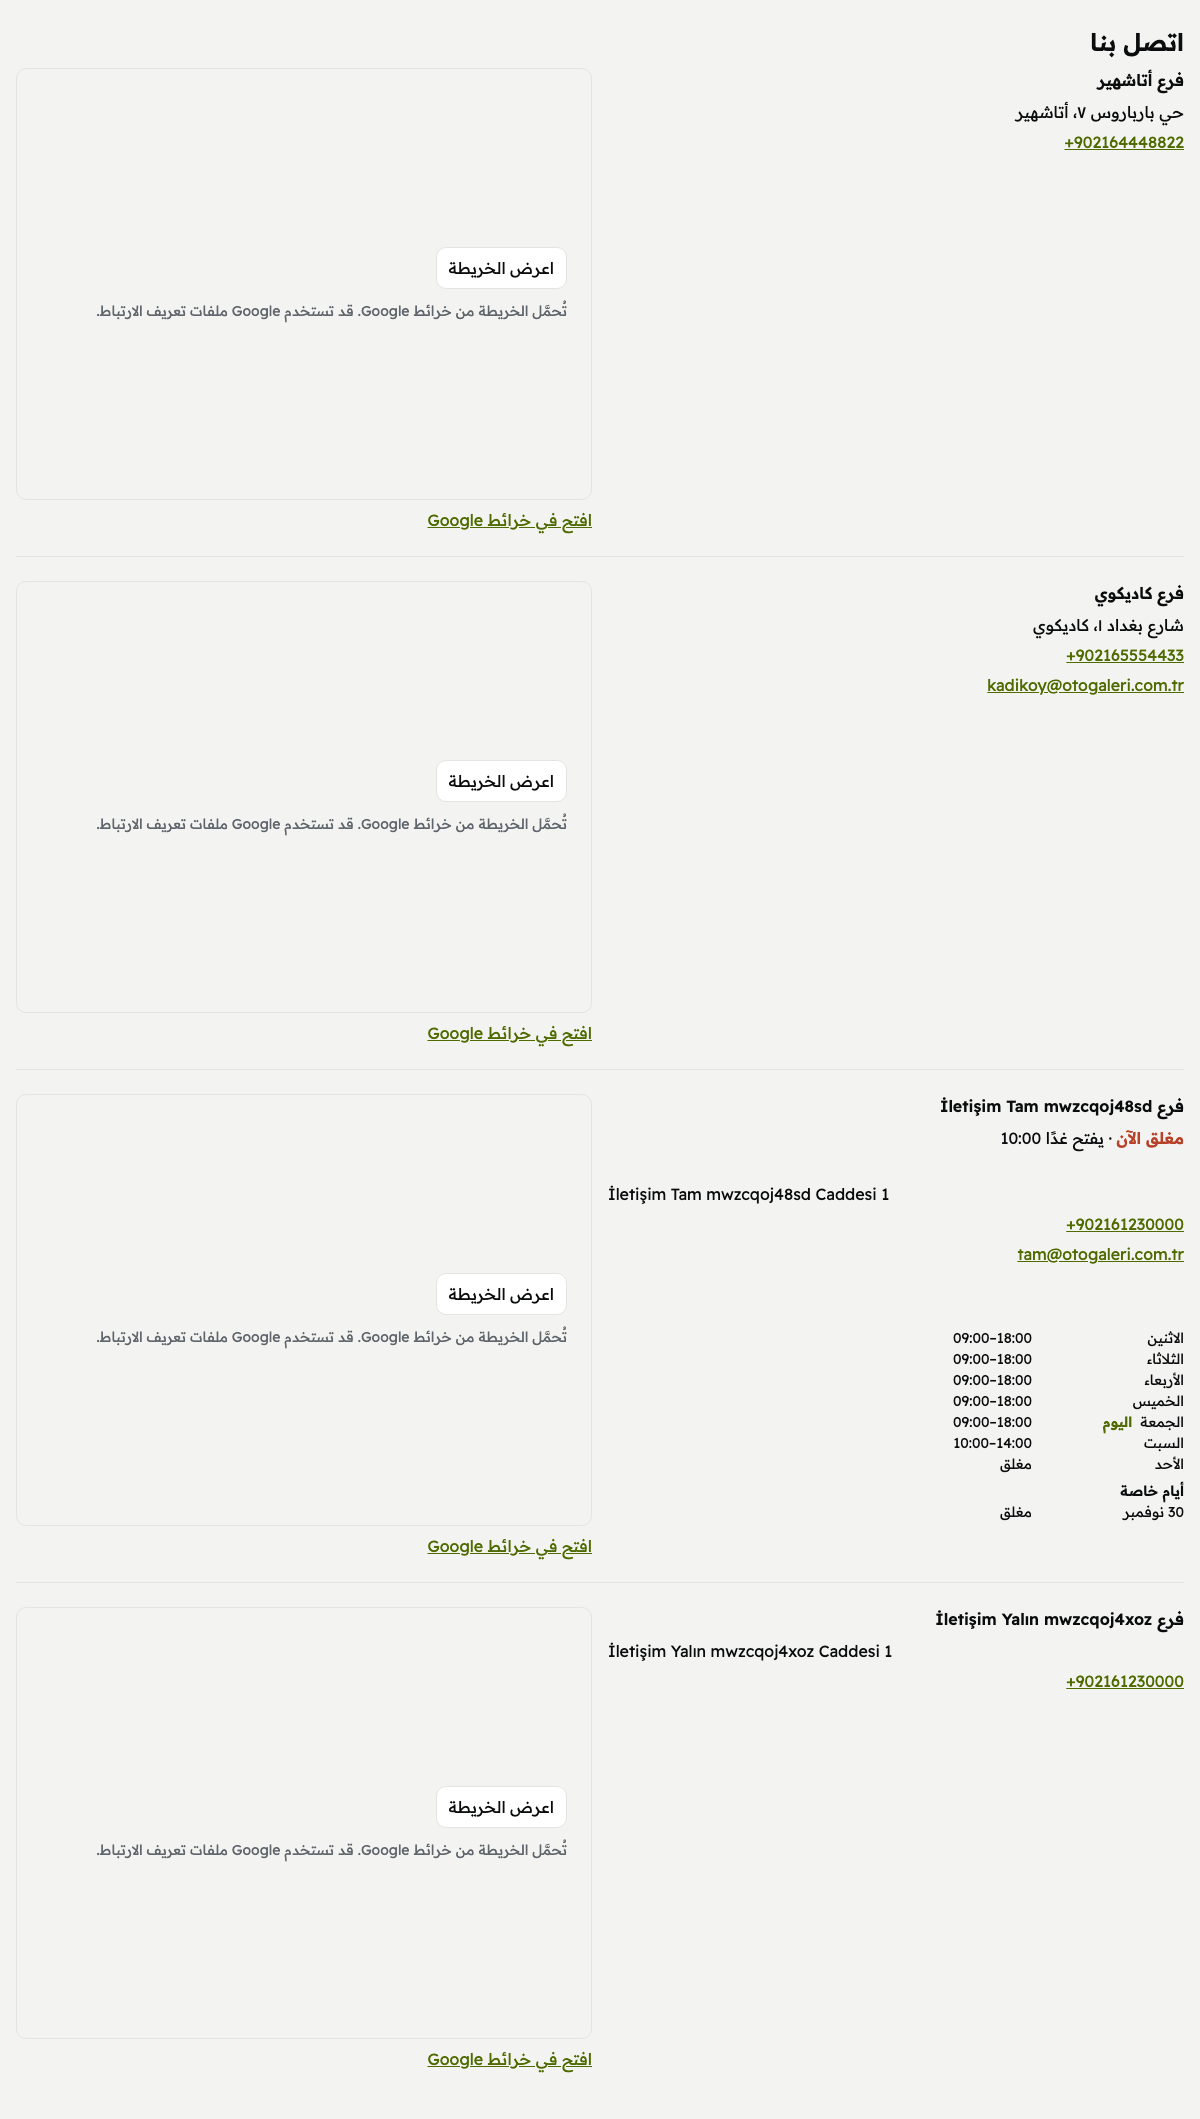 اتصل بنا
فرع أتاشهير
حي بارباروس ٧، أتاشهير
+902164448822
اعرض الخريطة
تُحمَّل الخريطة من خرائط Google. قد تستخدم Google ملفات تعريف الارتباط.
افتح في خرائط Google
فرع كاديكوي
شارع بغداد ١، كاديكوي
+902165554433
kadikoy@otogaleri.com.tr
اعرض الخريطة
تُحمَّل الخريطة من خرائط Google. قد تستخدم Google ملفات تعريف الارتباط.
افتح في خرائط Google
فرع İletişim Tam mwzcqoj48sd
مغلق الآن · يفتح غدًا 10:00
İletişim Tam mwzcqoj48sd Caddesi 1
+902161230000
tam@otogaleri.com.tr
الاثنين 09:00–18:00
الثلاثاء 09:00–18:00
الأربعاء 09:00–18:00
الخميس 09:00–18:00
الجمعة اليوم 09:00–18:00
السبت 10:00–14:00
الأحد مغلق
أيام خاصة
30 نوفمبر مغلق
اعرض الخريطة
تُحمَّل الخريطة من خرائط Google. قد تستخدم Google ملفات تعريف الارتباط.
افتح في خرائط Google
فرع İletişim Yalın mwzcqoj4xoz
İletişim Yalın mwzcqoj4xoz Caddesi 1
+902161230000
اعرض الخريطة
تُحمَّل الخريطة من خرائط Google. قد تستخدم Google ملفات تعريف الارتباط.
افتح في خرائط Google